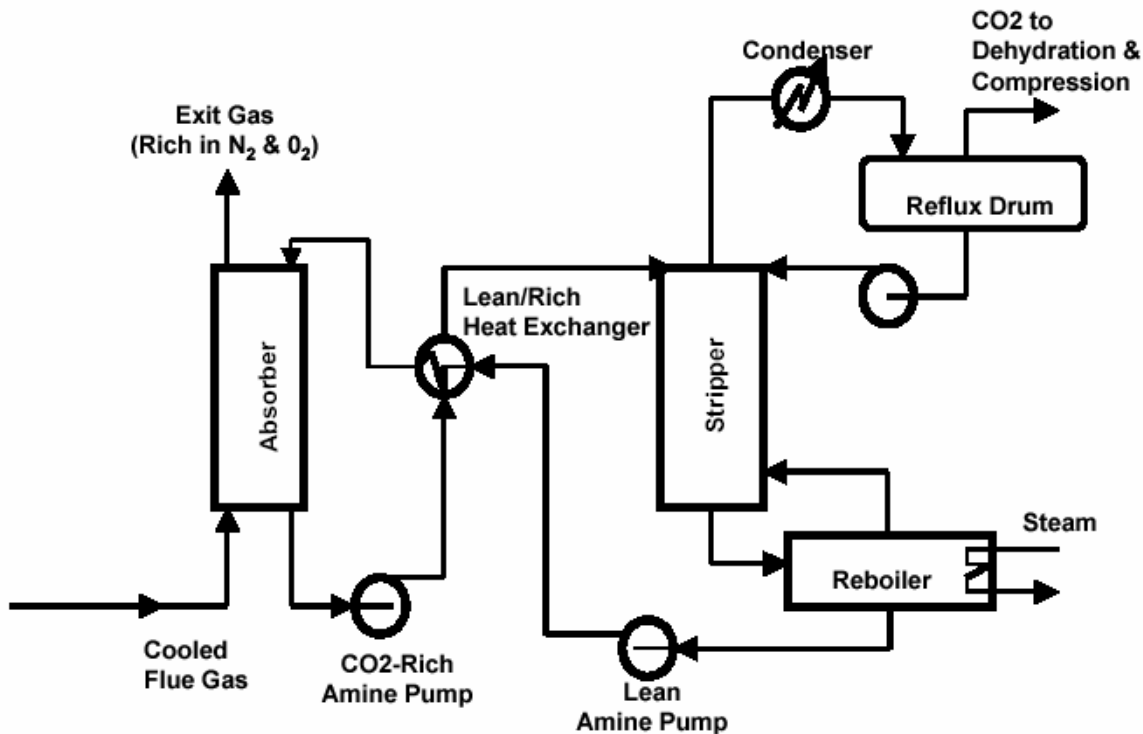 CO2 to
Dehydration &
Compression
Condenser
Exit Gas
(Rich in N₂ & 0₂)
Reflux Drum
Lean/Rich
Heat Exchanger
Absorber
Stripper
Steam
Reboiler
Cooled
Flue Gas
CO2-Rich
Amine Pump
Lean
Amine Pump